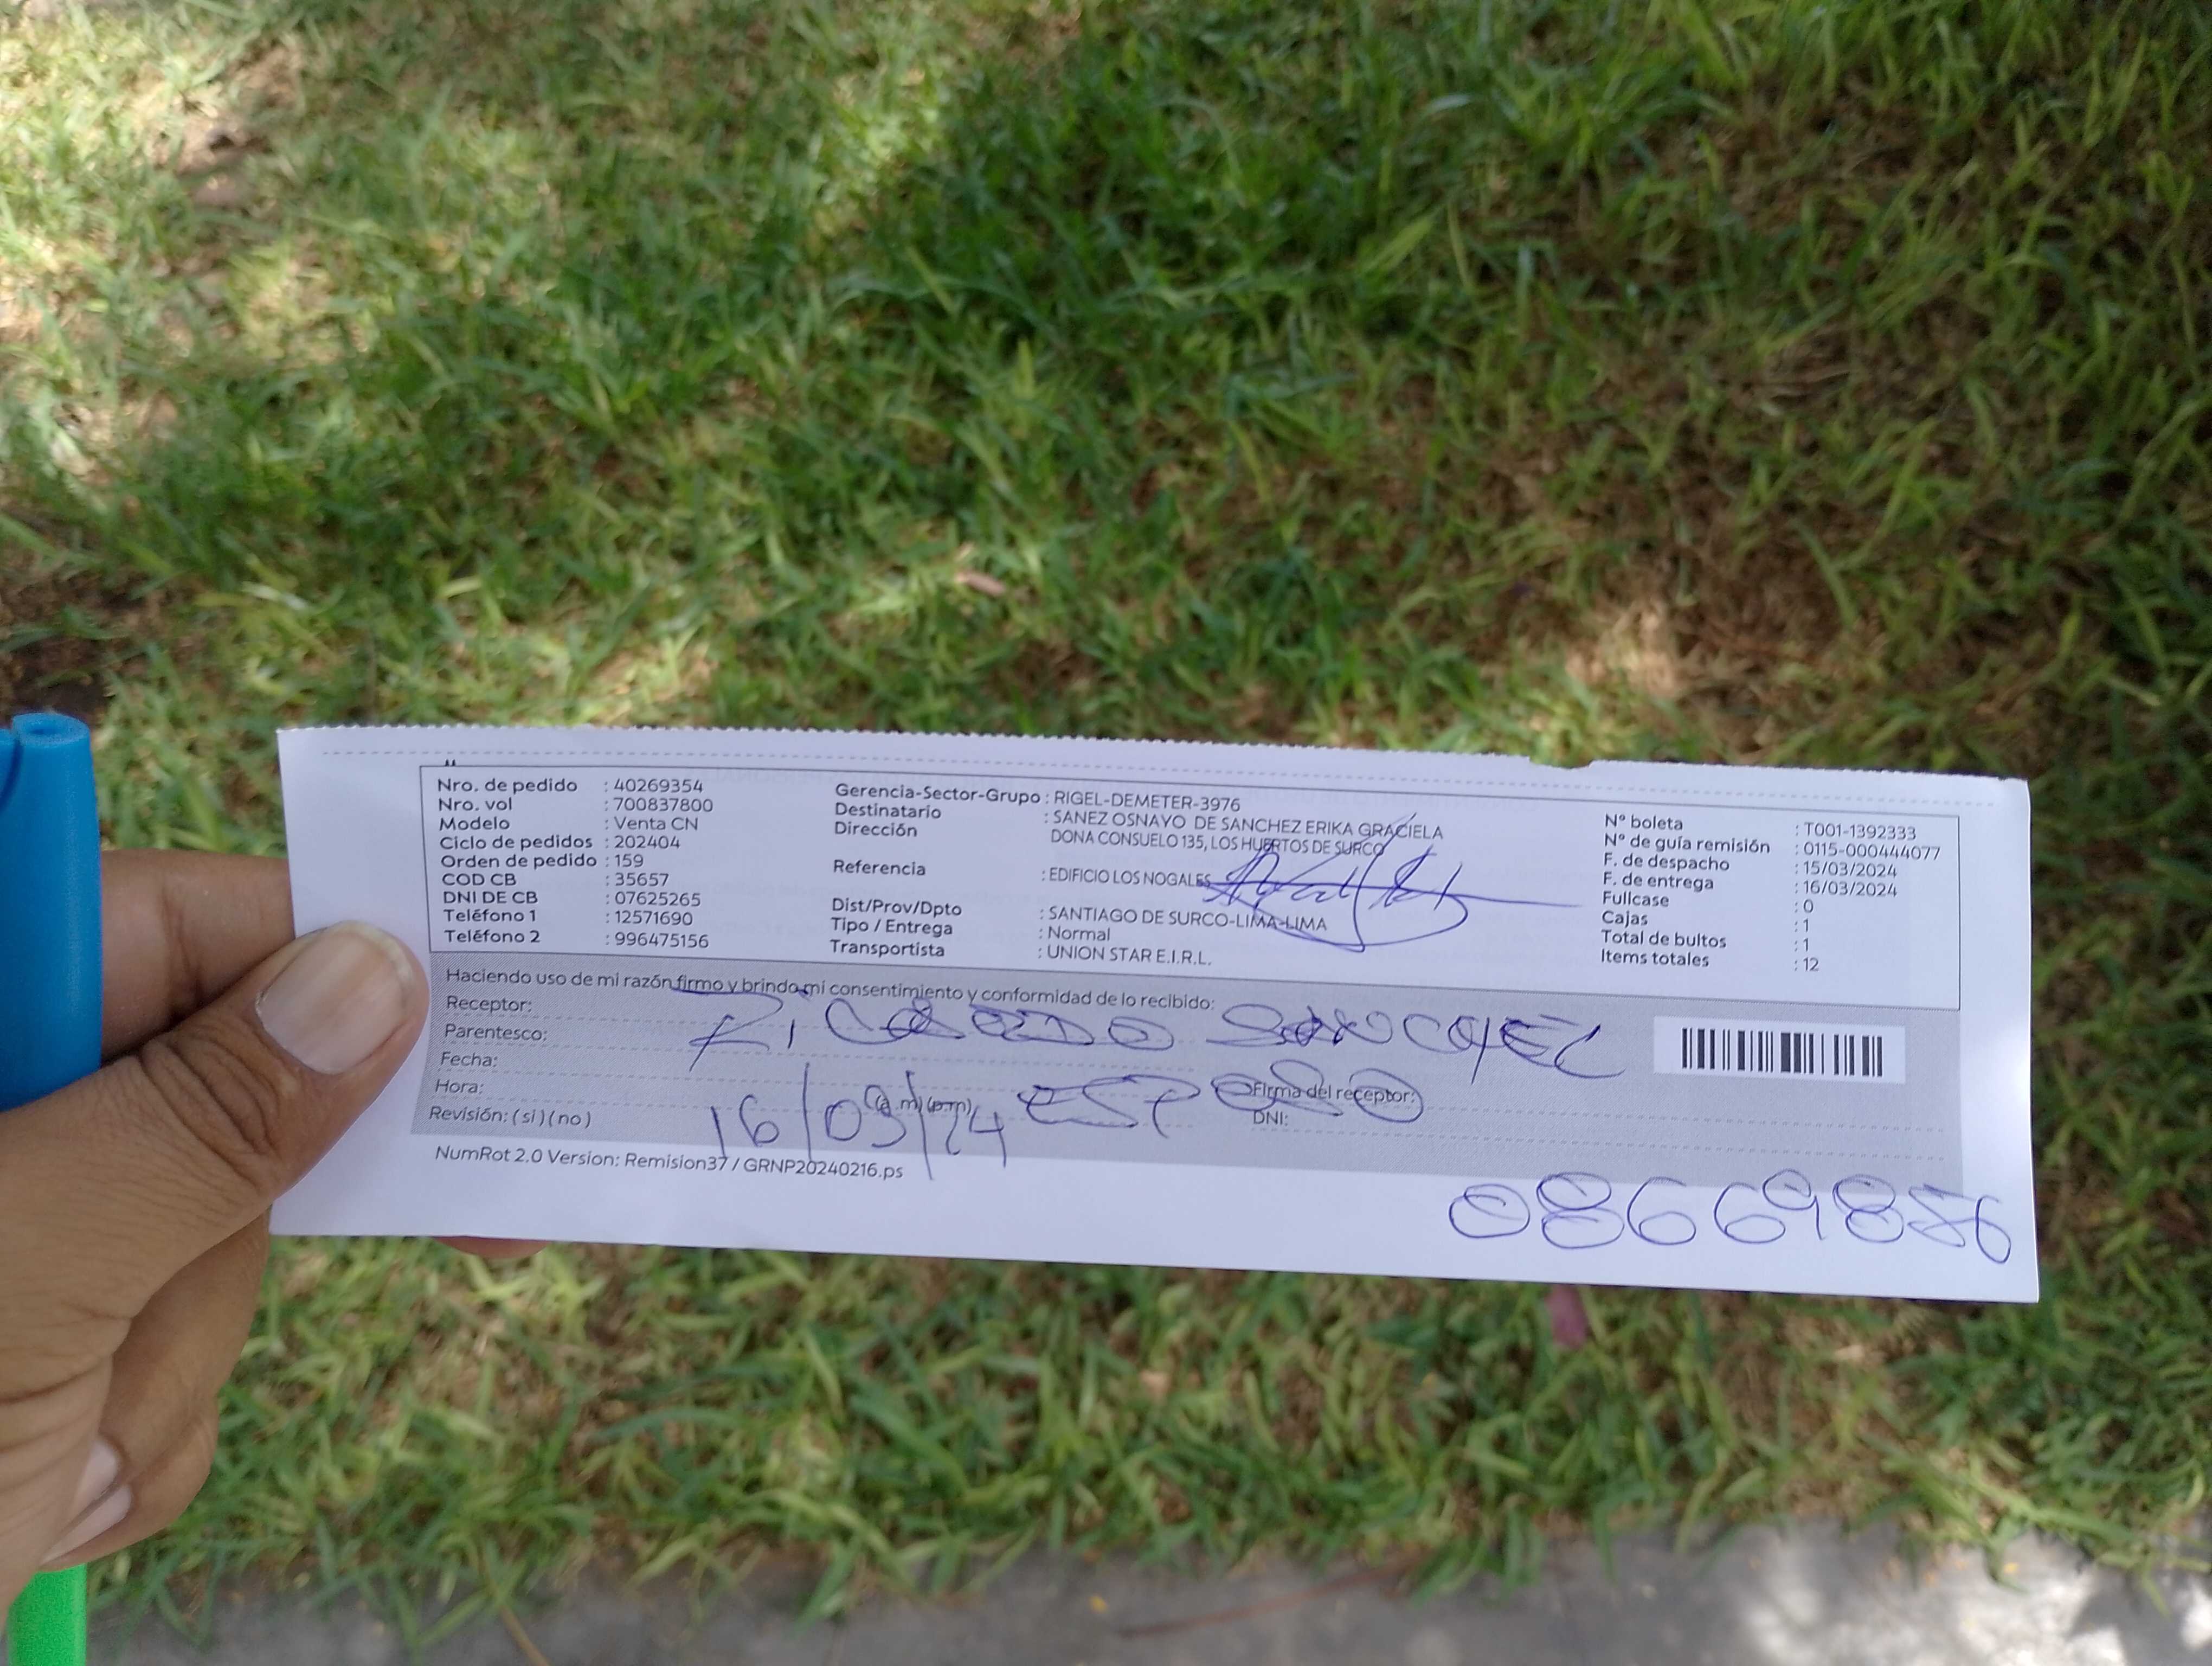 Nro. de pedido : 40269354
Nro. vol : 700837800
Modelo : Venta CN
Ciclo de pedidos : 202404
Orden de pedido : 159
COD CB : 35657
DNI DE CB : 07625265
Teléfono 1 : 12571690
Teléfono 2 : 996475156
Gerencia-Sector-Grupo : RIGEL-DEMETER-3976
Destinatario : SANEZ OSNAYO DE SANCHEZ ERIKA GRACIELA
Dirección DONA CONSUELO 135, LOS HUERTOS DE SURCO
Referencia : EDIFICIO LOS NOGALES
Dist/Prov/Dpto : SANTIAGO DE SURCO-LIMA-LIMA
Tipo / Entrega : Normal
Transportista : UNION STAR E.I.R.L.
N° boleta : T001-1392333
N° de guía remisión : 0115-000444077
F. de despacho : 15/03/2024
F. de entrega : 16/03/2024
Fullcase : 0
Cajas : 1
Total de bultos : 1
Items totales : 12
Haciendo uso de mi razón firmo y brindo mi consentimiento y conformidad de lo recibido:
Receptor: RiCARDO SANCHEZ
Parentesco: ESPOSO
Fecha: 16/03/24
Hora: (a.m)(p.m)
Firma del receptor:
Revisión: (si)(no)
DNI: 08669856
NumRot 2.0 Version: Remision37 / GRNP20240216.ps